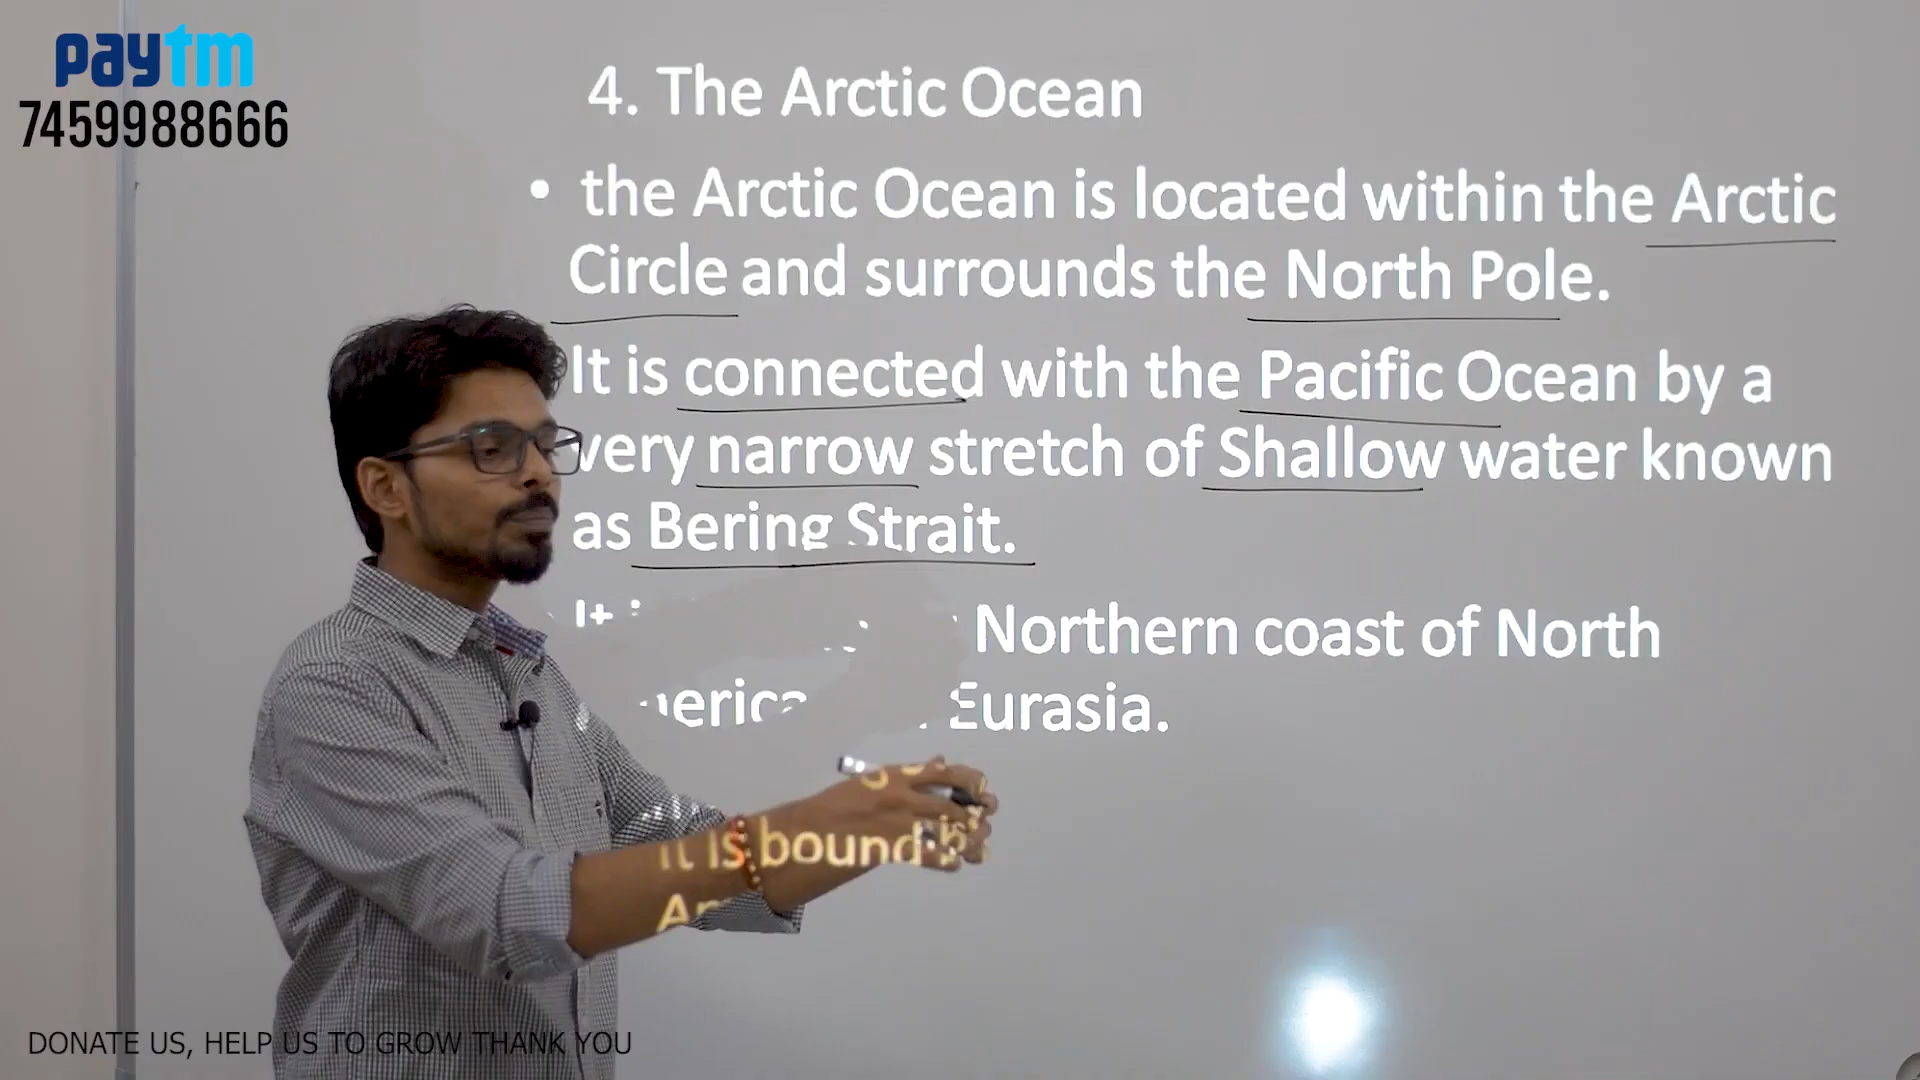 paytm
7459988666
4. The Arctic Ocean
• the Arctic Ocean is located within the Arctic
Circle and surrounds the North Pole.
It is connected with the Pacific Ocean by a
very narrow stretch of Shallow water known
as Bering Strait.
It is bound Northern coast of North
Eurasia.
DONATE US, HELP US TO GROW THANK YOU